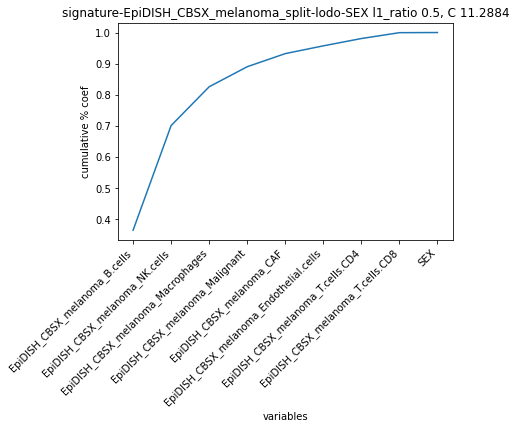 signature-EpiDISH_CBSX_melanoma_split-lodo-SEX l1_ratio 0.5, C 11.2884
1.0
0.9
0.8
0.7
0.6
0.5
0.4
cumulative % coef
EpiDISH_CBSX_melanoma_B.cells
EpiDISH_CBSX_melanoma_NK.cells
EpiDISH_CBSX_melanoma_Macrophages
EpiDISH_CBSX_melanoma_Malignant
EpiDISH_CBSX_melanoma_CAF
EpiDISH_CBSX_melanoma_Endothelial.cells
EpiDISH_CBSX_melanoma_T.cells.CD4
EpiDISH_CBSX_melanoma_T.cells.CD8
SEX
variables